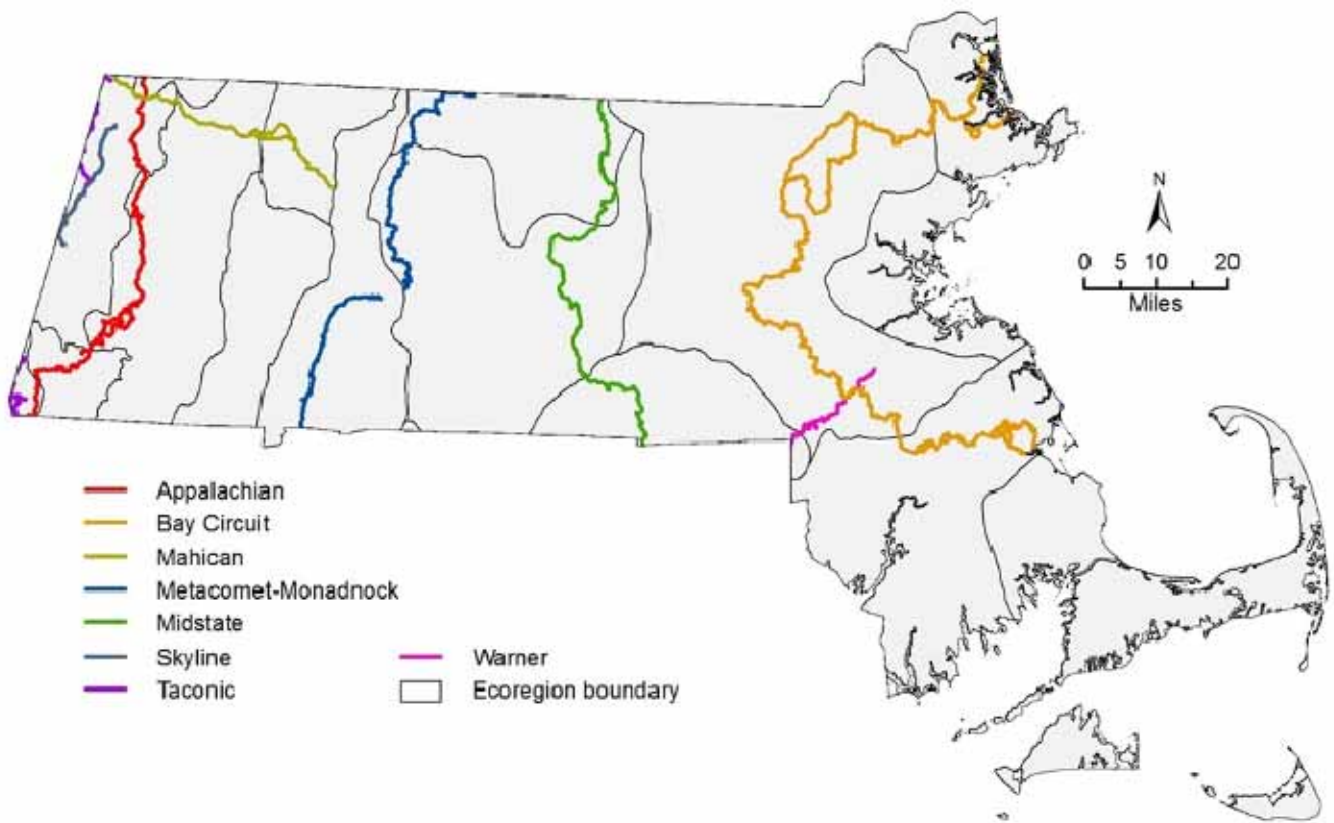 N
0 5 10 20
Miles
Appalachian
Bay Circuit
Mahican
Metacomet-Monadnock
Midstate
Skyline
Taconic
Warner
Ecoregion boundary